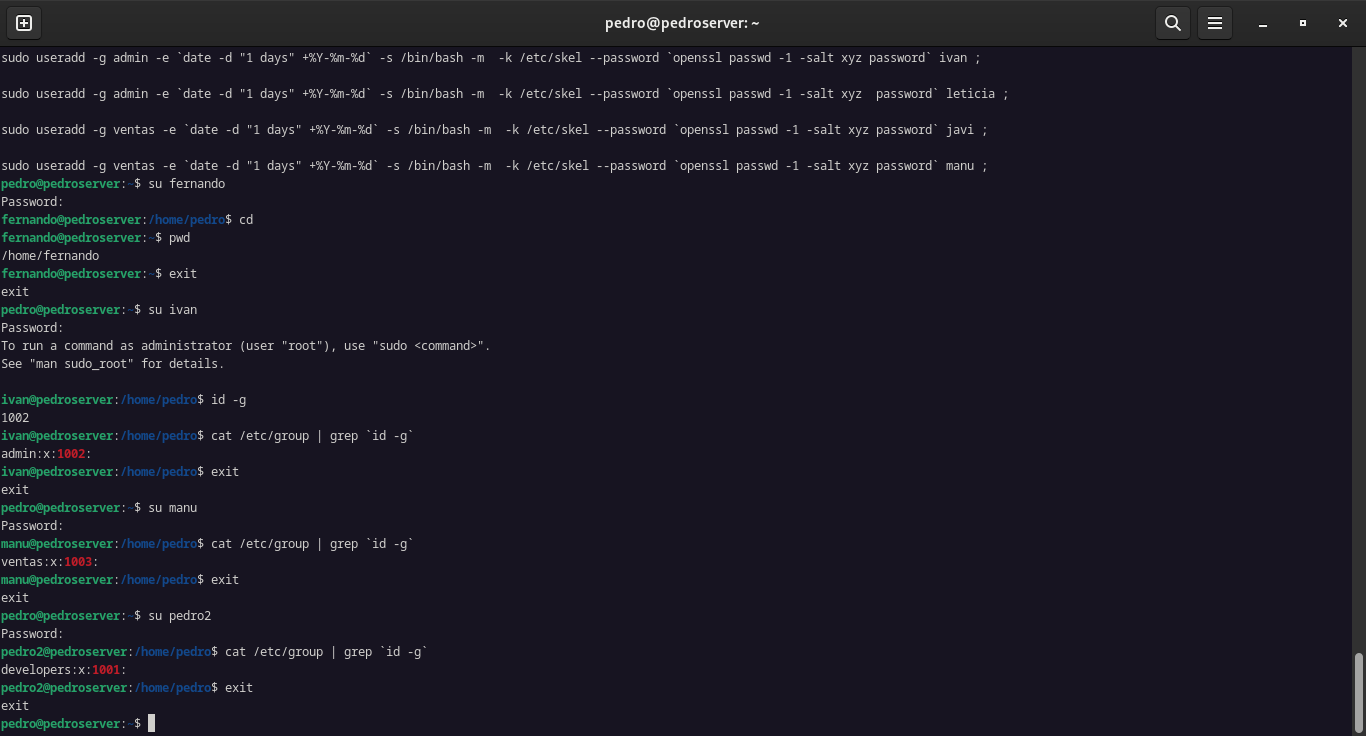 pedro@pedroserver: ~
sudo useradd -g admin -e `date -d "1 days" +%Y-%m-%d` -s /bin/bash -m  -k /etc/skel --password `openssl passwd -1 -salt xyz password` ivan ;
sudo useradd -g admin -e `date -d "1 days" +%Y-%m-%d` -s /bin/bash -m  -k /etc/skel --password `openssl passwd -1 -salt xyz  password` leticia ;
sudo useradd -g ventas -e `date -d "1 days" +%Y-%m-%d` -s /bin/bash -m  -k /etc/skel --password `openssl passwd -1 -salt xyz password` javi ;
sudo useradd -g ventas -e `date -d "1 days" +%Y-%m-%d` -s /bin/bash -m  -k /etc/skel --password `openssl passwd -1 -salt xyz password` manu ;
pedro@pedroserver:~$ su fernando
Password:
fernando@pedroserver:/home/pedro$ cd
fernando@pedroserver:~$ pwd
/home/fernando
fernando@pedroserver:~$ exit
exit
pedro@pedroserver:~$ su ivan
Password:
To run a command as administrator (user "root"), use "sudo <command>".
See "man sudo_root" for details.
ivan@pedroserver:/home/pedro$ id -g
1002
ivan@pedroserver:/home/pedro$ cat /etc/group | grep `id -g`
admin:x:1002:
ivan@pedroserver:/home/pedro$ exit
exit
pedro@pedroserver:~$ su manu
Password:
manu@pedroserver:/home/pedro$ cat /etc/group | grep `id -g`
ventas:x:1003:
manu@pedroserver:/home/pedro$ exit
exit
pedro@pedroserver:~$ su pedro2
Password:
pedro2@pedroserver:/home/pedro$ cat /etc/group | grep `id -g`
developers:x:1001:
pedro2@pedroserver:/home/pedro$ exit
exit
pedro@pedroserver:~$